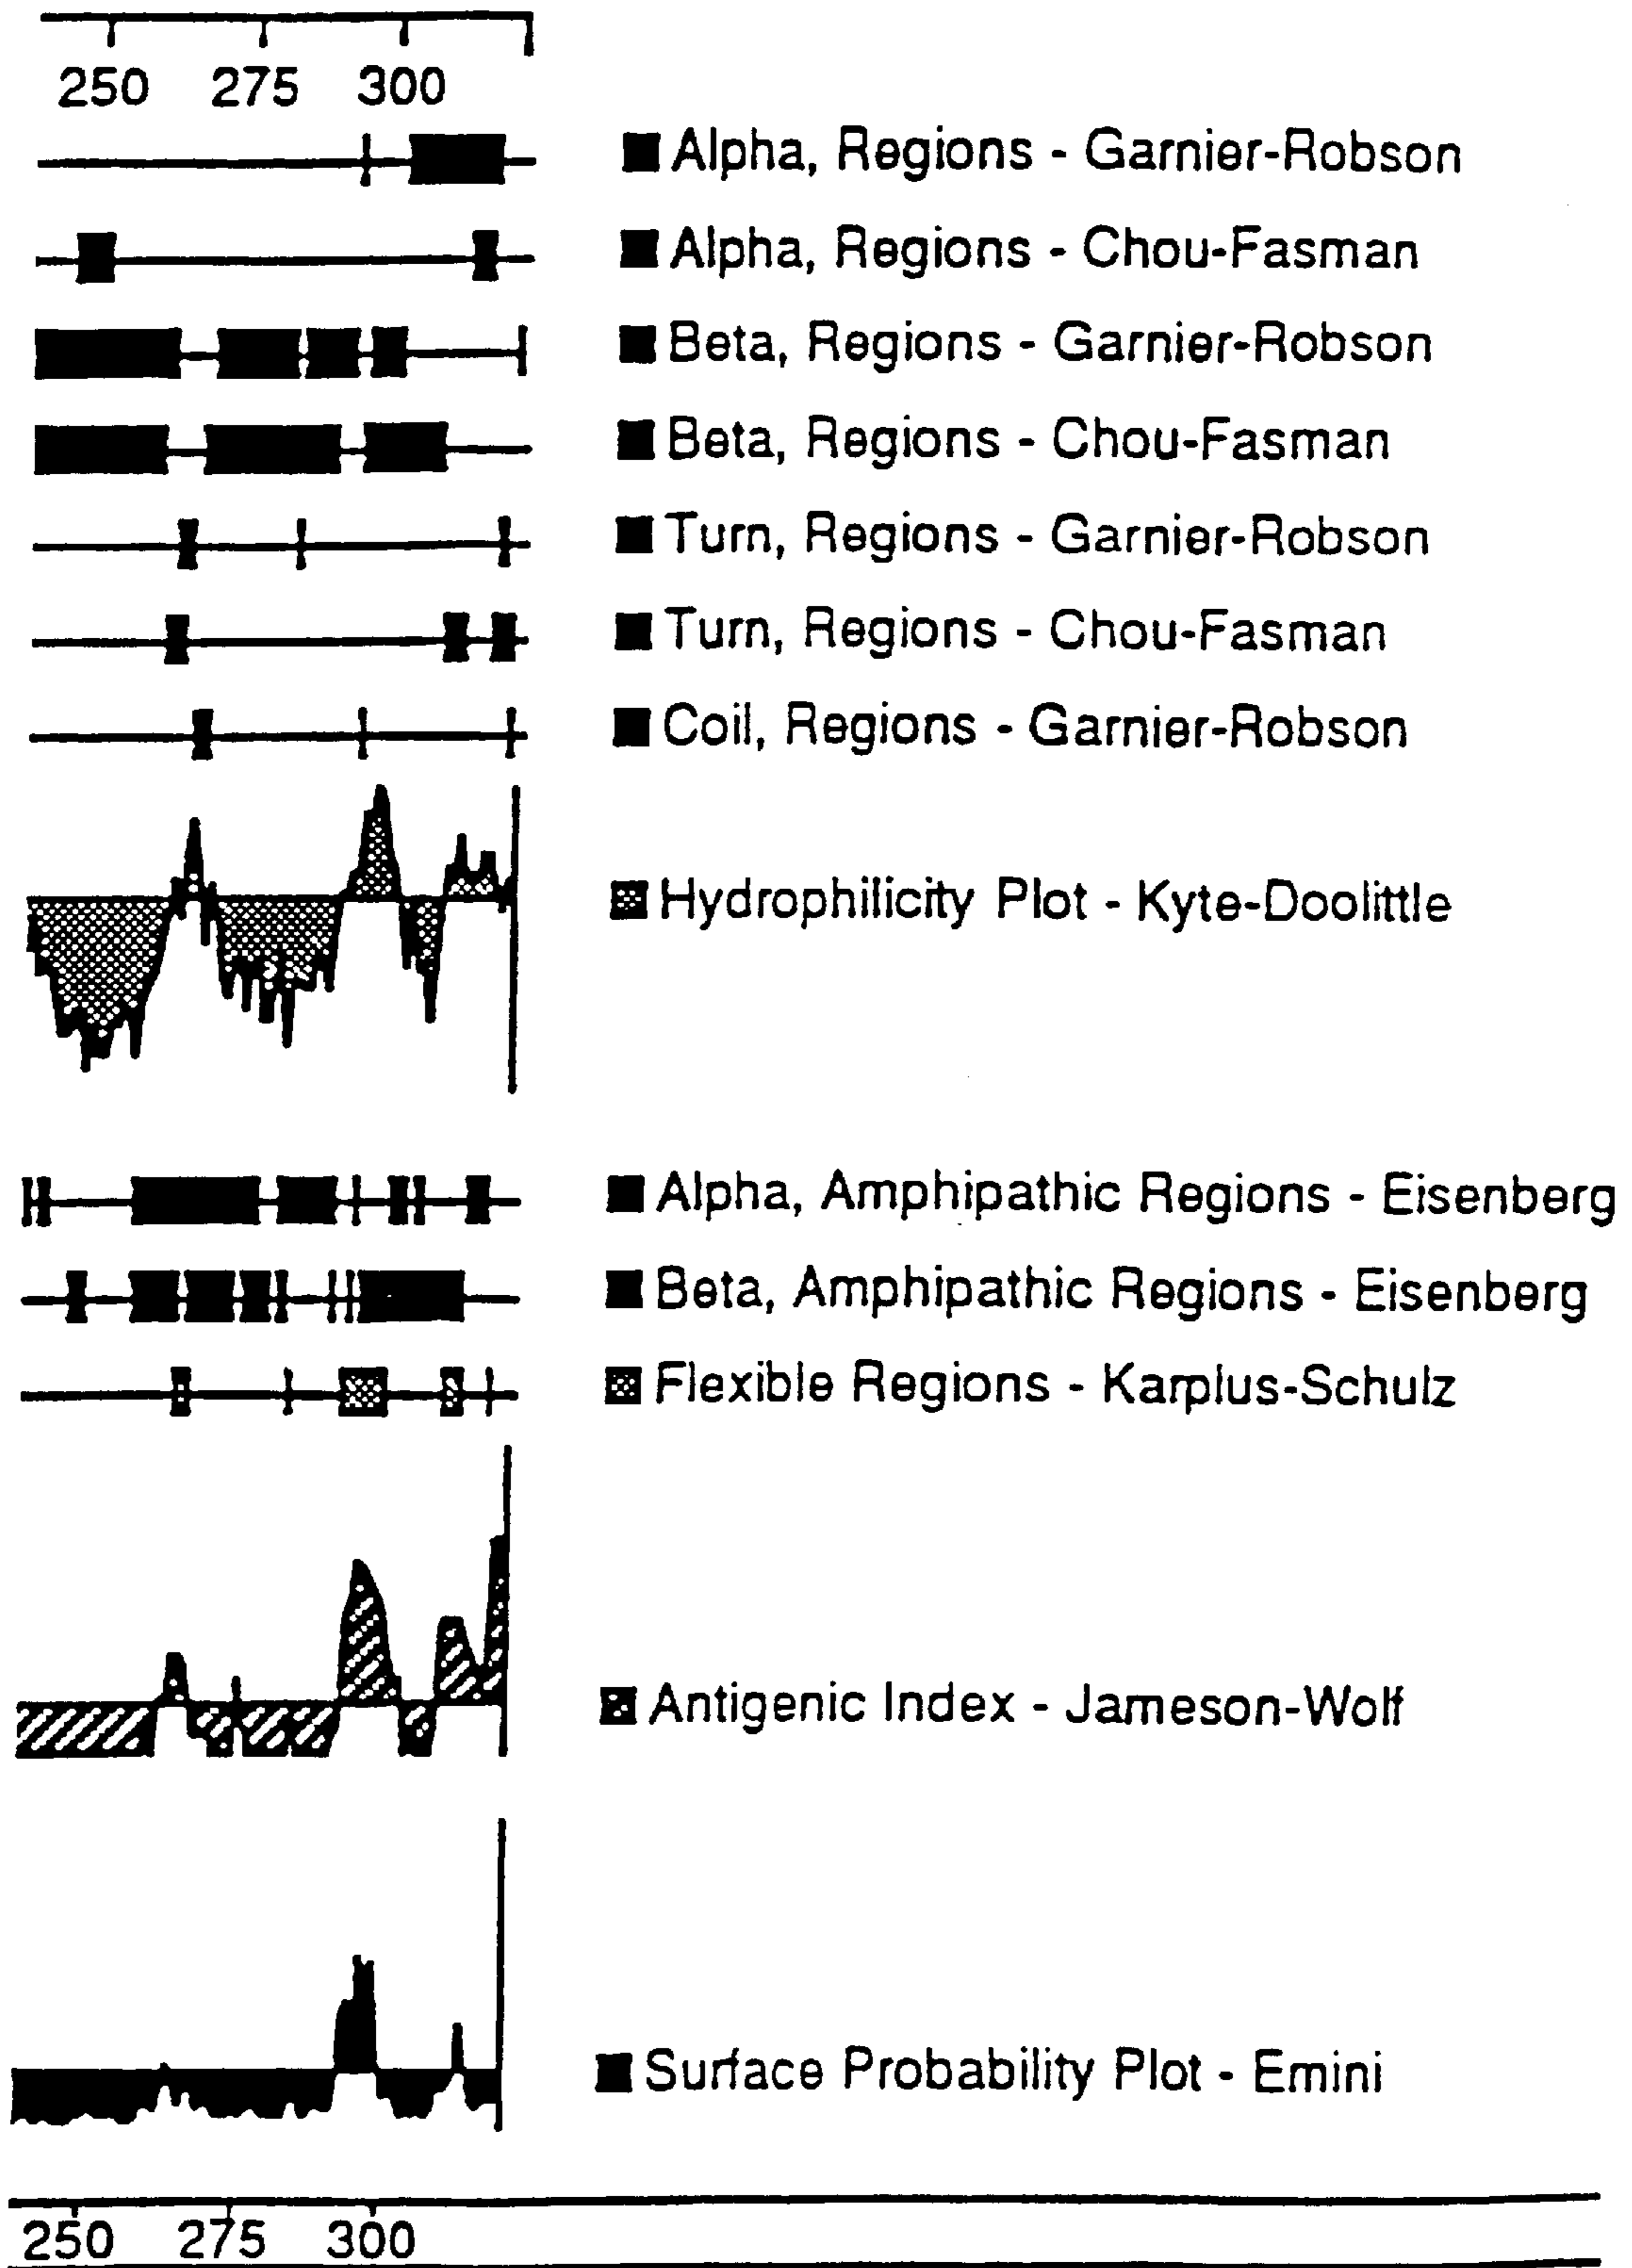 250 275 300
Alpha, Regions - Garnier-Robson
Alpha, Regions - Chou-Fasman
Beta, Regions - Garnier-Robson
Beta, Regions - Chou-Fasman
Turn, Regions - Garnier-Robson
Turn, Regions - Chou-Fasman
Coil, Regions - Garnier-Robson
Hydrophilicity Plot - Kyte-Doolittle
Alpha, Amphipathic Regions - Eisenberg
Beta, Amphipathic Regions - Eisenberg
Flexible Regions - Karplus-Schulz
Antigenic Index - Jameson-Wolf
Surface Probability Plot - Emini
250 275 300